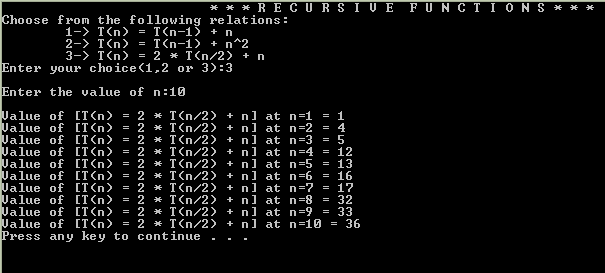 * * * R E C U R S I V E   F U N C T I O N S * * *
Choose from the following relations:
1-> T(n) = T(n-1) + n
2-> T(n) = T(n-1) + n^2
3-> T(n) = 2 * T(n/2) + n
Enter your choice(1,2 or 3):3
Enter the value of n:10
Value of [T(n) = 2 * T(n/2) + n] at n=1 = 1
Value of [T(n) = 2 * T(n/2) + n] at n=2 = 4
Value of [T(n) = 2 * T(n/2) + n] at n=3 = 5
Value of [T(n) = 2 * T(n/2) + n] at n=4 = 12
Value of [T(n) = 2 * T(n/2) + n] at n=5 = 13
Value of [T(n) = 2 * T(n/2) + n] at n=6 = 16
Value of [T(n) = 2 * T(n/2) + n] at n=7 = 17
Value of [T(n) = 2 * T(n/2) + n] at n=8 = 32
Value of [T(n) = 2 * T(n/2) + n] at n=9 = 33
Value of [T(n) = 2 * T(n/2) + n] at n=10 = 36
Press any key to continue . . .